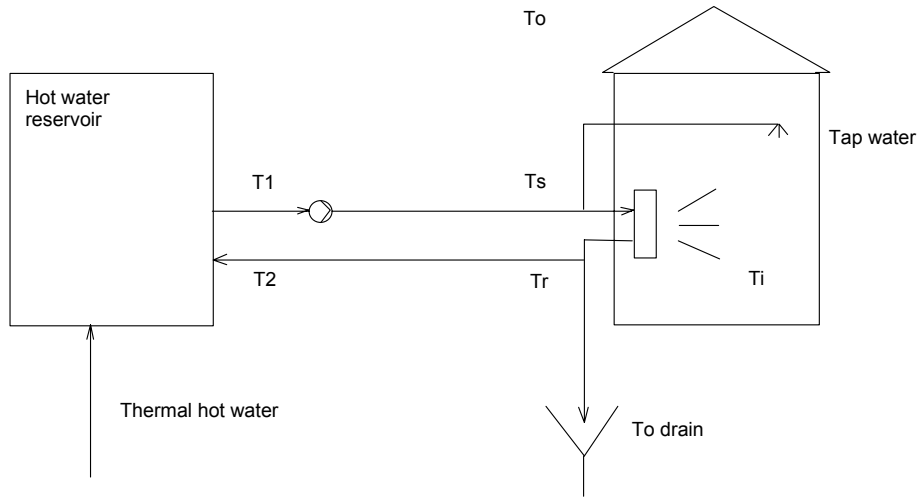 To
Hot water
reservoir
Tap water
T1
Ts
T2
Tr
Ti
Thermal hot water
To drain